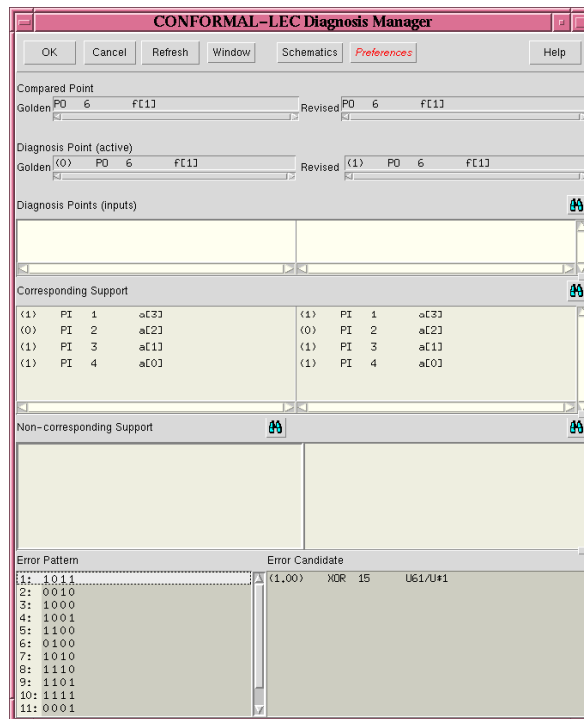 CONFORMAL-LEC Diagnosis Manager
OK Cancel Refresh Window Schematics Preferences Help
Compared Point
Golden PO 6 f[1] Revised PO 6 f[1]
Diagnosis Point (active)
Golden (0) PO 6 f[1] Revised (1) PO 6 f[1]
Diagnosis Points (inputs)
Corresponding Support
(1) PI 1 a[3] (1) PI 1 a[3]
(0) PI 2 a[2] (0) PI 2 a[2]
(1) PI 3 a[1] (1) PI 3 a[1]
(1) PI 4 a[0] (1) PI 4 a[0]
Non-corresponding Support
Error Pattern Error Candidate
1: 1011 (1.00) XOR 15 U61/U*1
2: 0010
3: 1000
4: 1001
5: 1100
6: 0100
7: 1010
8: 1110
9: 1101
10: 1111
11: 0001